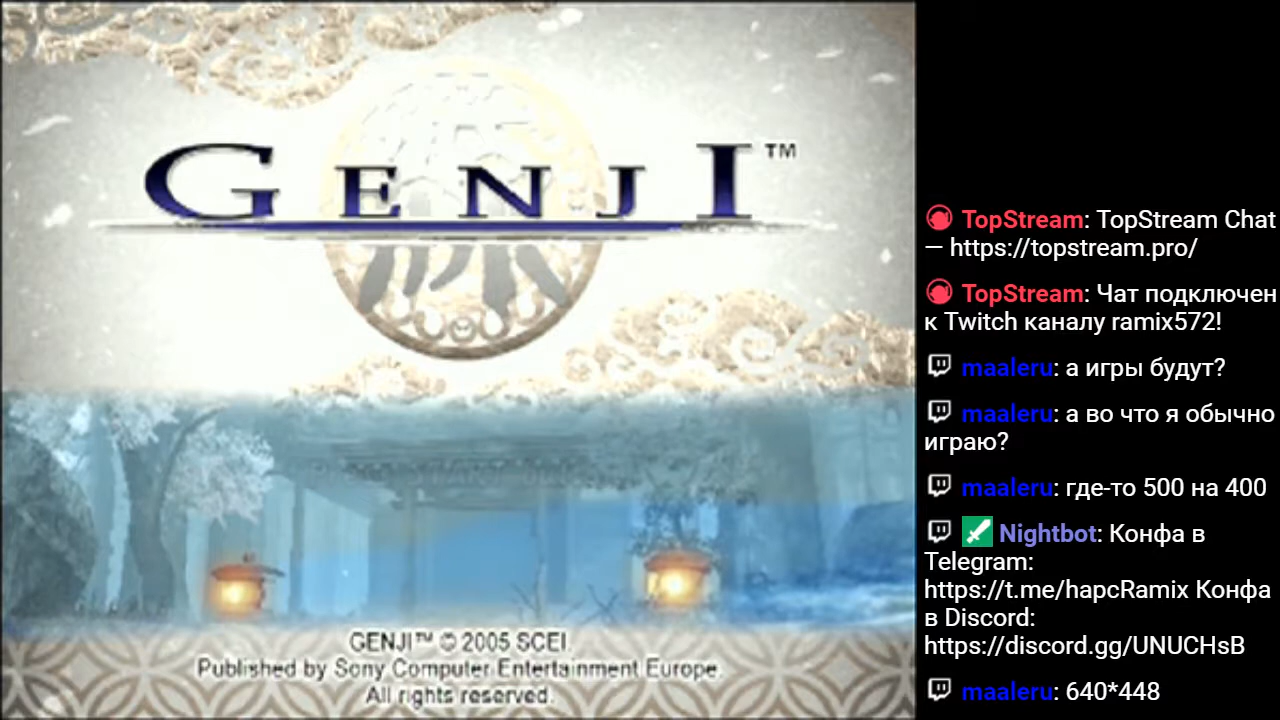 GENJI™
GENJI™ © 2005 SCEI.
Published by Sony Computer Entertainment Europe.
All rights reserved.
TopStream: TopStream Chat
— https://topstream.pro/
TopStream: Чат подключен
к Twitch каналу ramix572!
maaleru: а игры будут?
maaleru: а во что я обычно
играю?
maaleru: где-то 500 на 400
Nightbot: Конфа в
Telegram:
https://t.me/hapcRamix Конфа
в Discord:
https://discord.gg/UNUCHsB
maaleru: 640*448